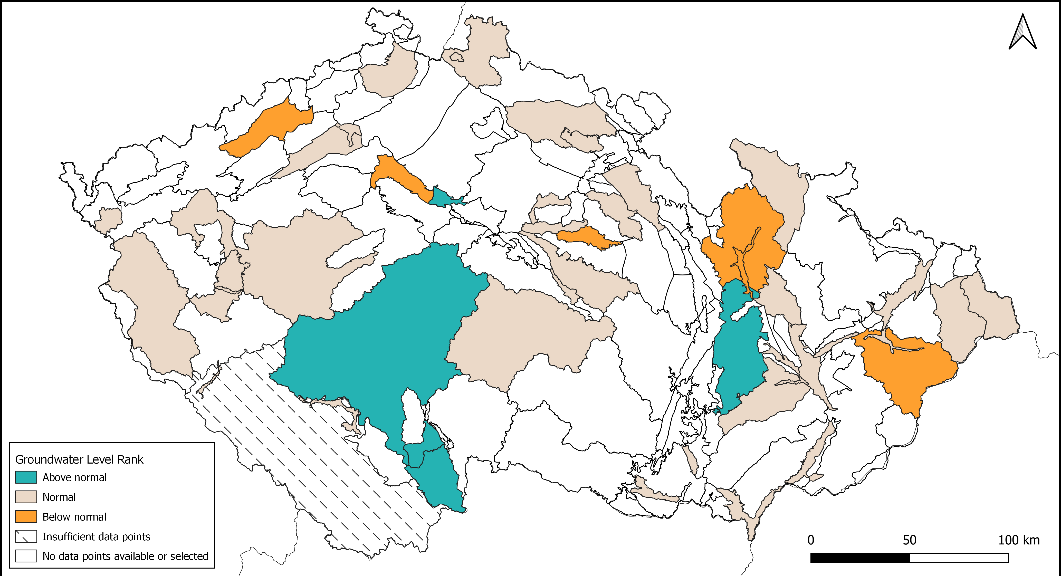 Groundwater Level Rank
Above normal
Normal
Below normal
Insufficient data points
No data points available or selected
0 50 100 km